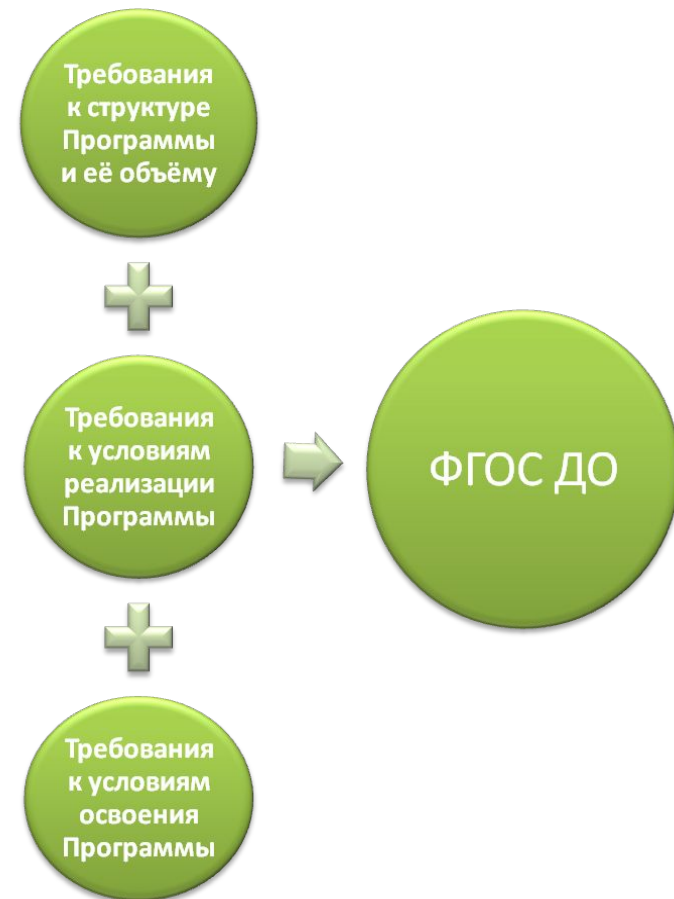 Требования
к структуре
Программы
и её объёму
Требования
к условиям
реализации
Программы
ФГОС ДО
Требования
к условиям
освоения
Программы